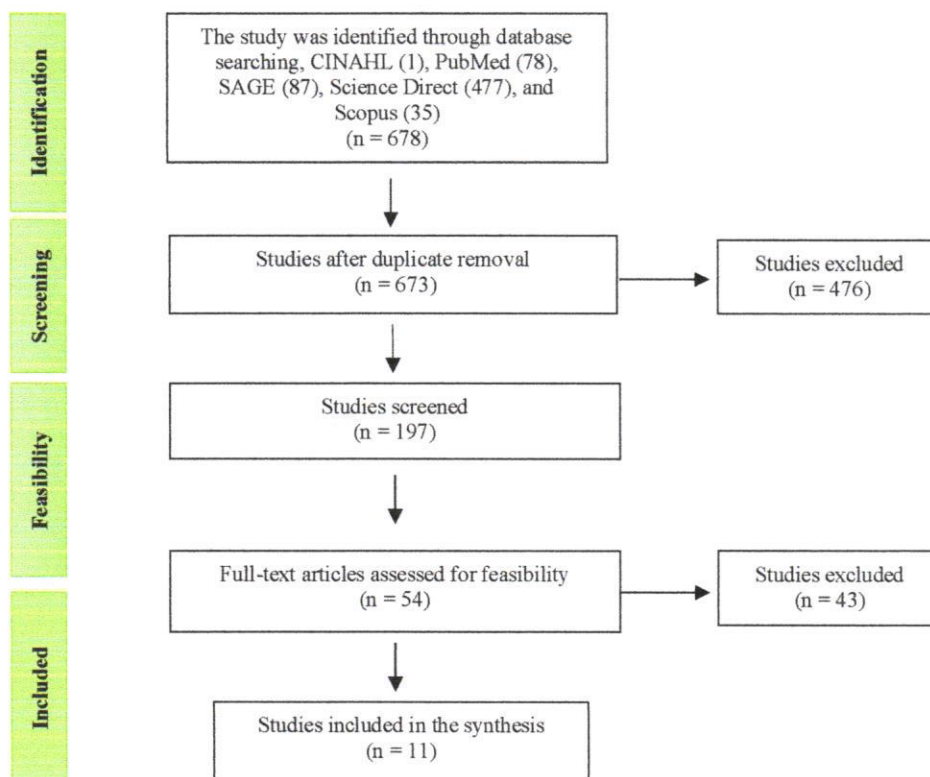 Identification
The study was identified through database
searching, CINAHL (1), PubMed (78),
SAGE (87), Science Direct (477), and
Scopus (35)
(n = 678)
Screening
Studies after duplicate removal
(n = 673)
Studies excluded
(n = 476)
Feasibility
Studies screened
(n = 197)
Full-text articles assessed for feasibility
(n = 54)
Studies excluded
(n = 43)
Included
Studies included in the synthesis
(n = 11)